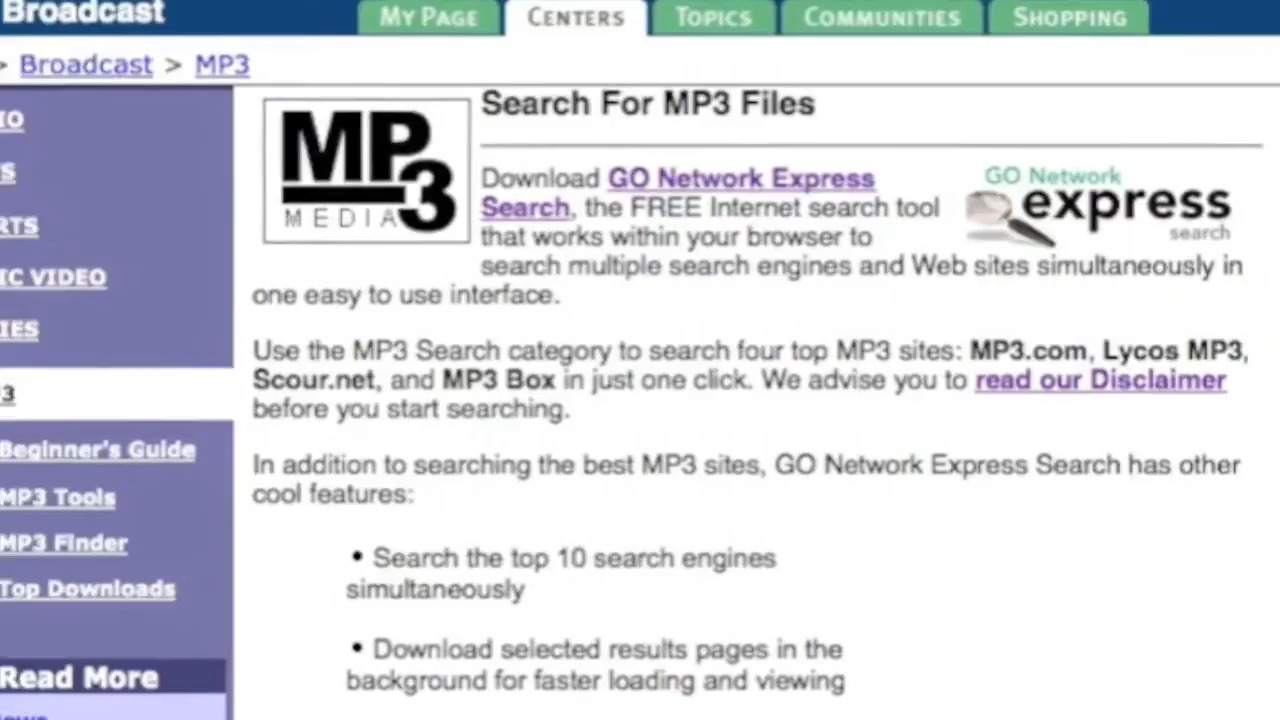 Broadcast
MY PAGE
CENTERS
TOPICS
COMMUNITIES
SHOPPING
> Broadcast > MP3
IO
S
RTS
IC VIDEO
IES
3
Beginner's Guide
MP3 Tools
MP3 Finder
Top Downloads
Read More
MP3
MEDIA
Search For MP3 Files
GO Network
express
search
Download GO Network Express
Search, the FREE Internet search tool
that works within your browser to
search multiple search engines and Web sites simultaneously in
one easy to use interface.
Use the MP3 Search category to search four top MP3 sites: MP3.com, Lycos MP3,
Scour.net, and MP3 Box in just one click. We advise you to read our Disclaimer
before you start searching.
In addition to searching the best MP3 sites, GO Network Express Search has other
cool features:
• Search the top 10 search engines
simultaneously
• Download selected results pages in the
background for faster loading and viewing